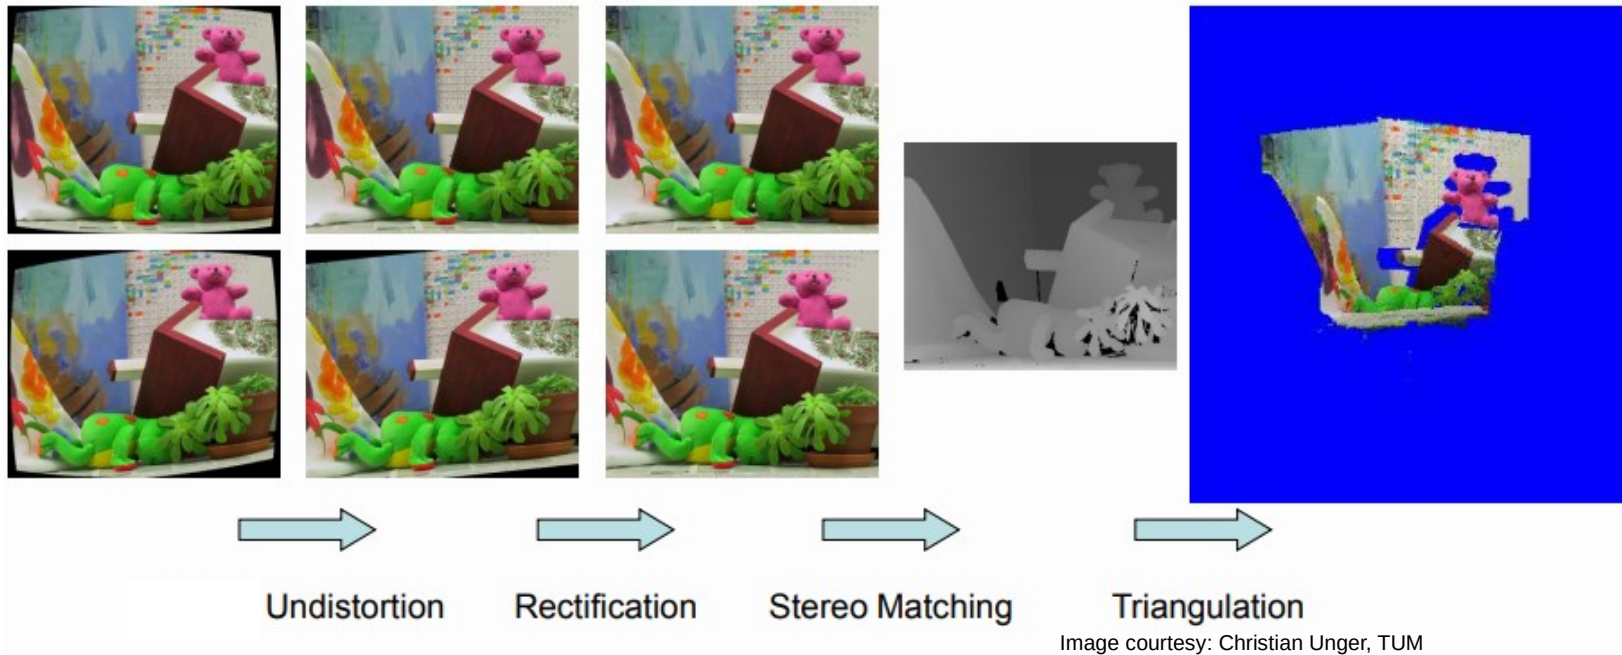 Undistortion
Rectification
Stereo Matching
Triangulation
Image courtesy: Christian Unger, TUM